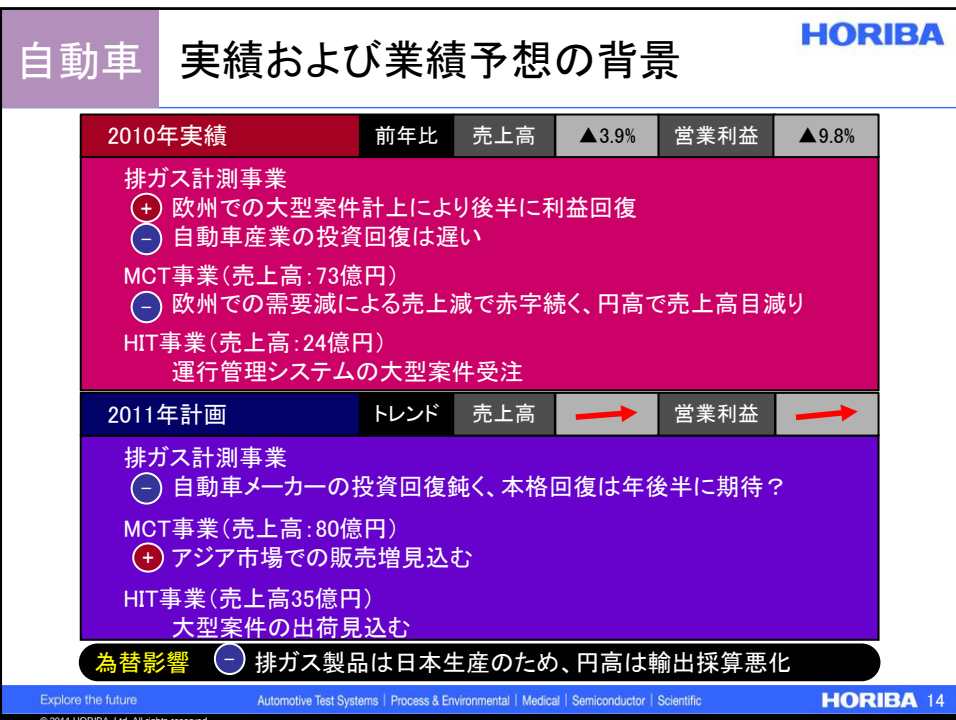 自動車 実績および業績予想の背景 HORIBA
2010年実績 前年比 売上高 ▲3.9% 営業利益 ▲9.8%
排ガス計測事業
+ 欧州での大型案件計上により後半に利益回復
- 自動車産業の投資回復は遅い
MCT事業(売上高:73億円)
- 欧州での需要減による売上減で赤字続く、円高で売上高目減り
HIT事業(売上高:24億円)
運行管理システムの大型案件受注
2011年計画 トレンド 売上高 営業利益
排ガス計測事業
- 自動車メーカーの投資回復鈍く、本格回復は年後半に期待?
MCT事業(売上高:80億円)
+ アジア市場での販売増見込む
HIT事業(売上高35億円)
大型案件の出荷見込む
為替影響 - 排ガス製品は日本生産のため、円高は輸出採算悪化
Explore the future Automotive Test Systems | Process & Environmental | Medical | Semiconductor | Scientific HORIBA 14
© 2011 HORIBA, Ltd. All rights reserved.